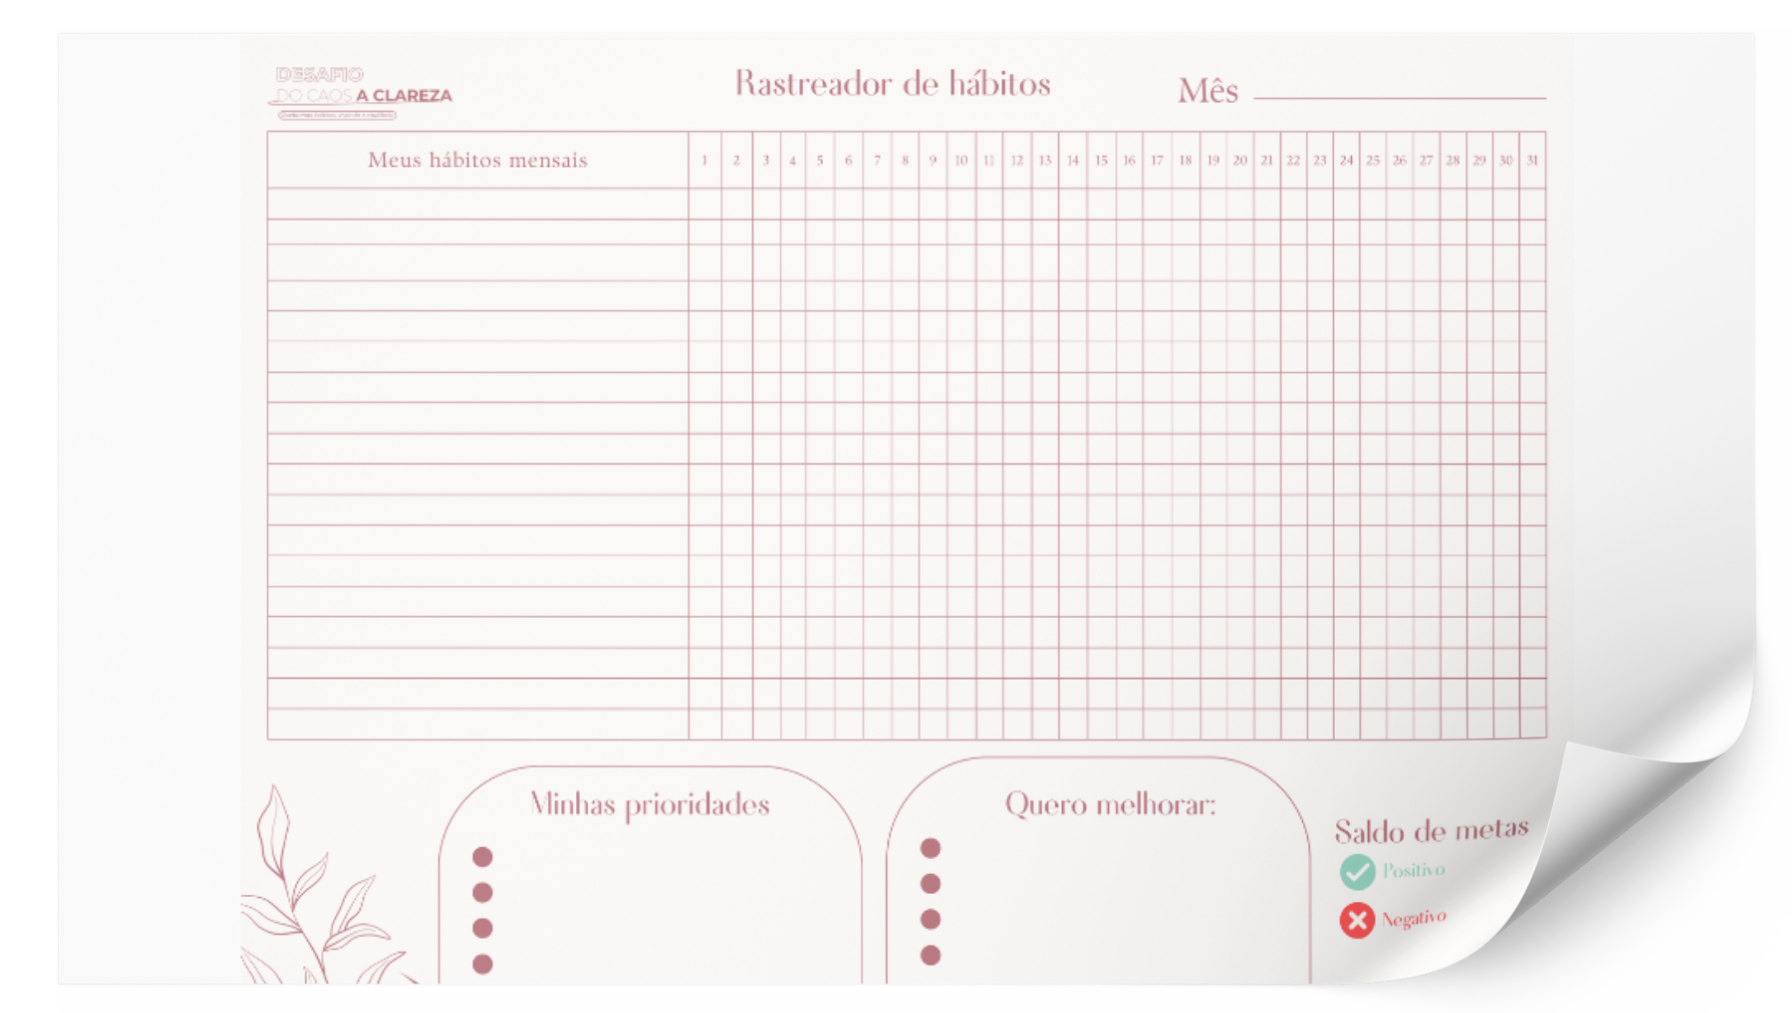 DESAFIO
DO CAOS A CLAREZA
Rastreador de hábitos
Mês
Meus hábitos mensais 1 2 3 4 5 6 7 8 9 10 11 12 13 14 15 16 17 18 19 20 21 22 23 24 25 26 27 28 29 30 31
Minhas prioridades
Quero melhorar:
Saldo de metas
Positivo
Negativo